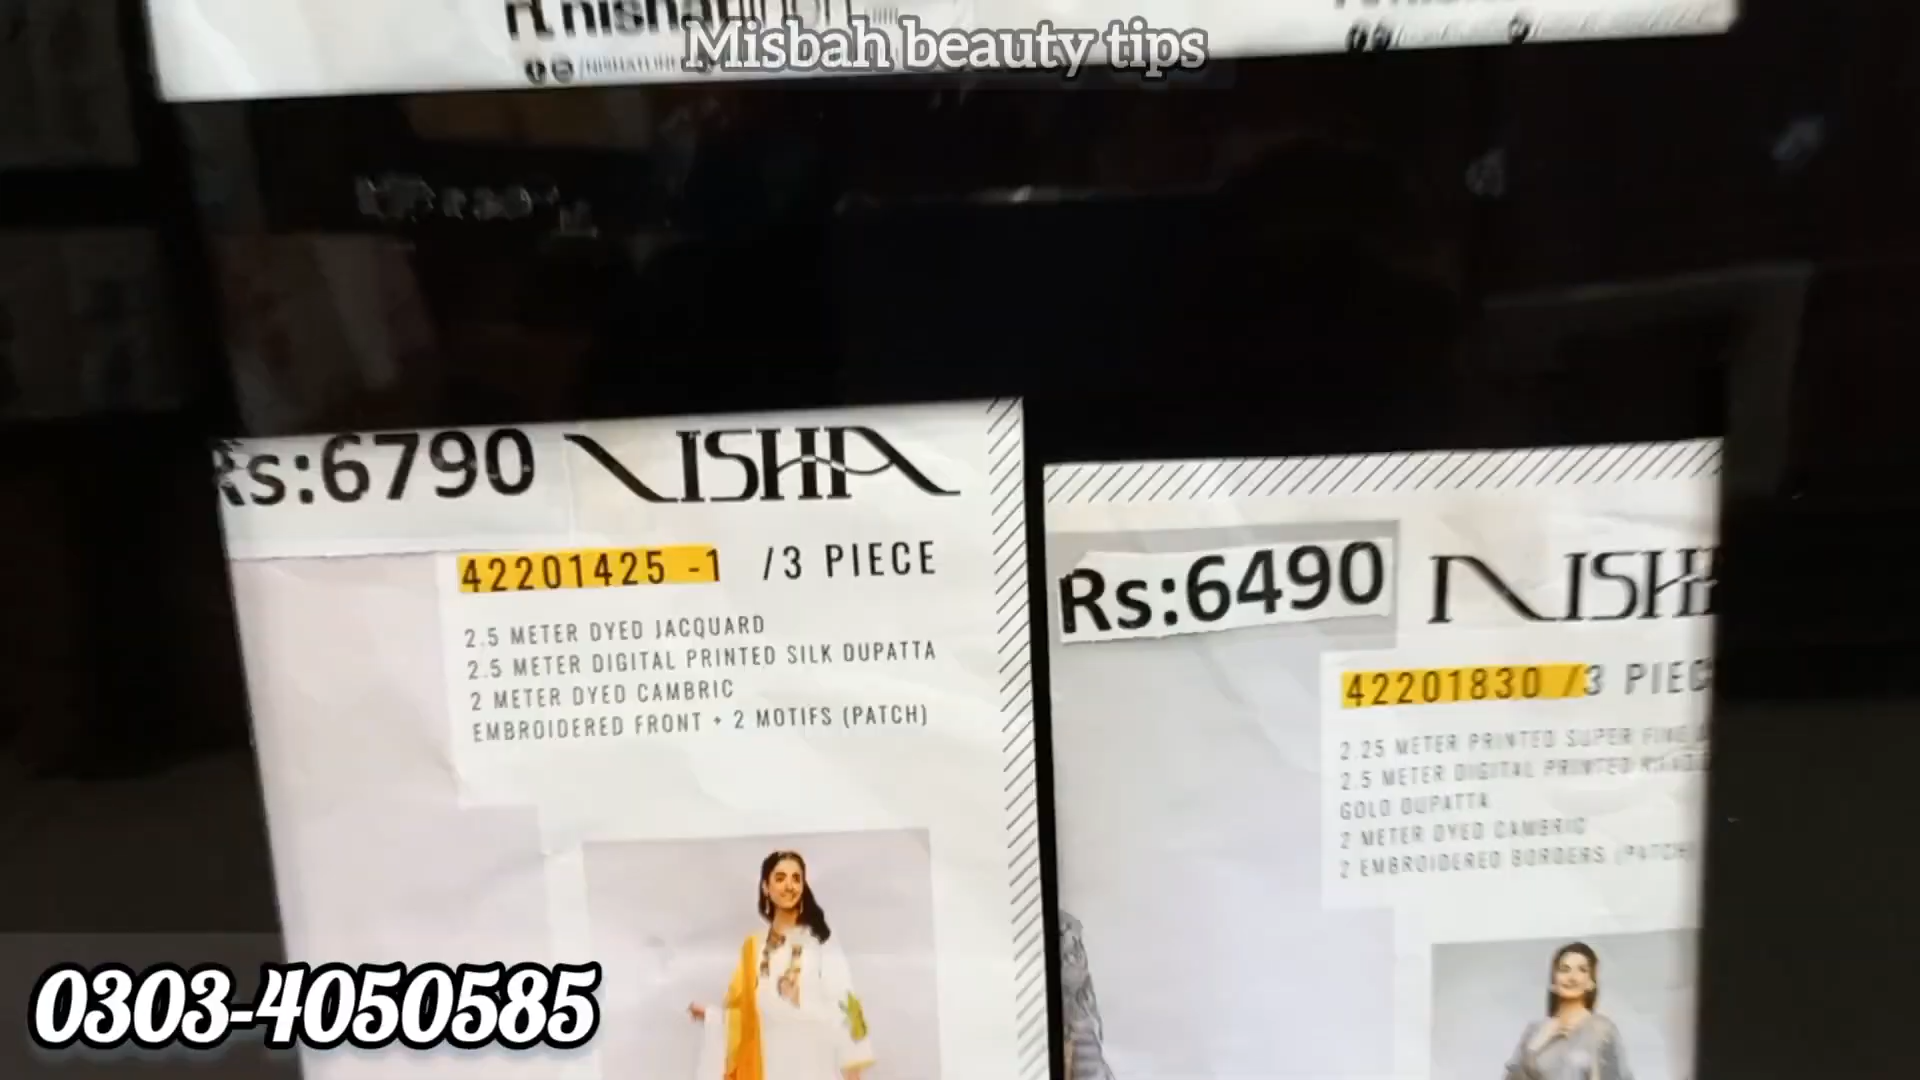 nishatlinen
Misbah beauty tips
Rs:6790 NISHA
42201425 -1 /3 PIECE
2.5 METER DYED JACQUARD
2.5 METER DIGITAL PRINTED SILK DUPATTA
2 METER DYED CAMBRIC
EMBROIDERED FRONT + 2 MOTIFS (PATCH)
Rs:6490 NISHA
42201830 /3 PIEC
2.25 METER PRINTED SUPER FINE
2.5 METER DIGITAL PRINTED
GOLD DUPATTA
2 METER DYED CAMBRIC
2 EMBROIDERED BORDERS (PATCH)
0303-4050585